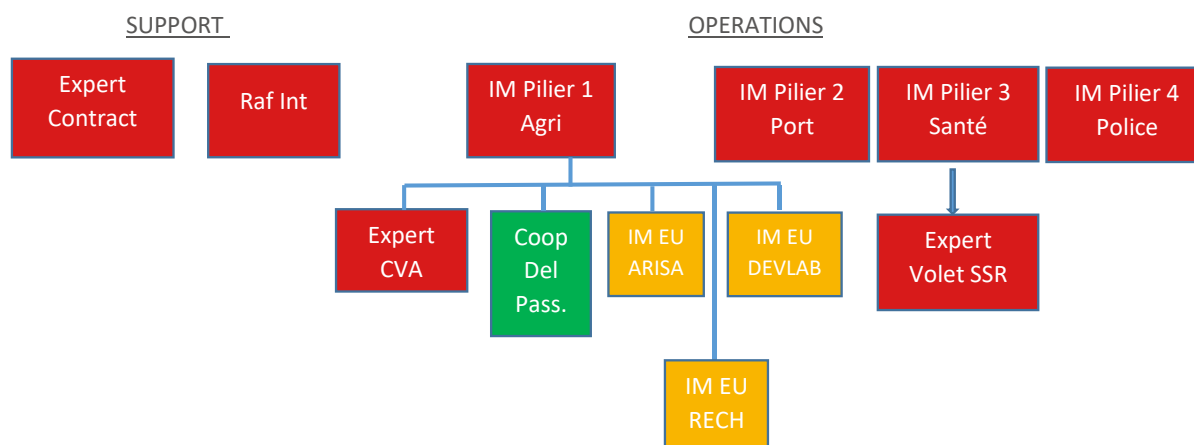 SUPPORT
OPERATIONS
Expert
Contract
Raf Int
IM Pilier 1
Agri
IM Pilier 2
Port
IM Pilier 3
Santé
IM Pilier 4
Police
Expert
CVA
Coop
Del
Pass.
IM EU
ARISA
IM EU
DEVLAB
Expert
Volet SSR
IM EU
RECH